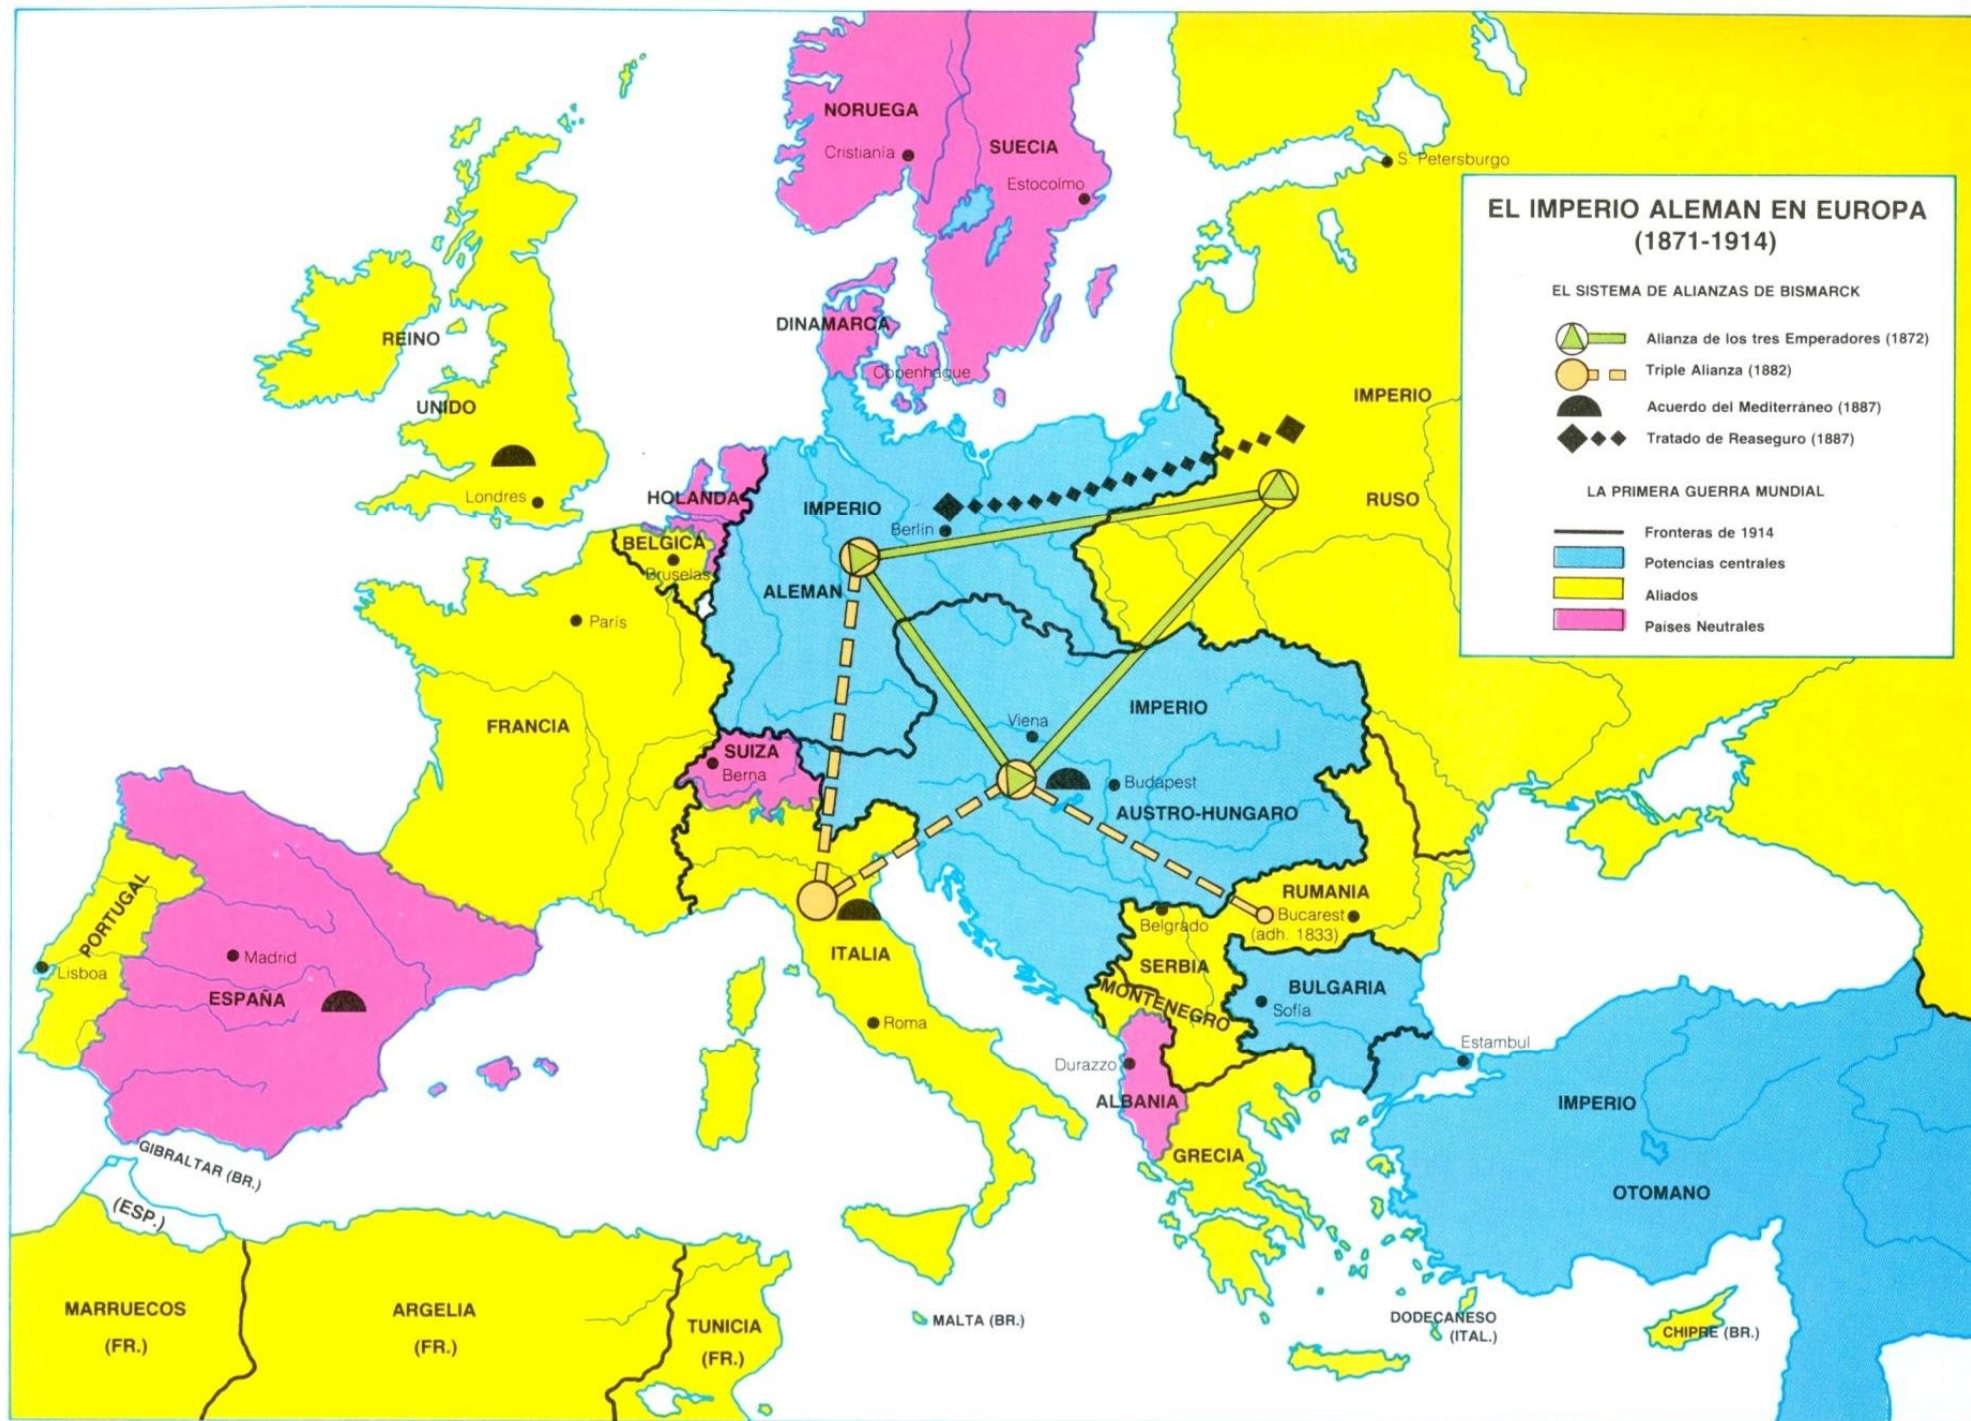 EL IMPERIO ALEMAN EN EUROPA
(1871-1914)
EL SISTEMA DE ALIANZAS DE BISMARCK
Alianza de los tres Emperadores (1872)
Triple Alianza (1882)
Acuerdo del Mediterráneo (1887)
Tratado de Reaseguro (1887)
LA PRIMERA GUERRA MUNDIAL
Fronteras de 1914
Potencias centrales
Aliados
Países Neutrales
NORUEGA
Cristianía
SUECIA
Estocolmo
S. Petersburgo
DINAMARCA
Copenhague
REINO
UNIDO
Londres
HOLANDA
BELGICA
Bruselas
IMPERIO
ALEMAN
Berlín
IMPERIO
RUSO
París
FRANCIA
SUIZA
Berna
Viena
IMPERIO
Budapest
AUSTRO-HUNGARO
PORTUGAL
Lisboa
Madrid
ESPAÑA
ITALIA
Roma
RUMANIA
Bucarest
(adh. 1833)
Belgrado
SERBIA
MONTENEGRO
BULGARIA
Sofía
Estambul
Durazzo
ALBANIA
GRECIA
IMPERIO
OTOMANO
GIBRALTAR (BR.)
(ESP.)
MARRUECOS
(FR.)
ARGELIA
(FR.)
TUNICIA
(FR.)
MALTA (BR.)
DODECANESO
(ITAL.)
CHIPRE (BR.)